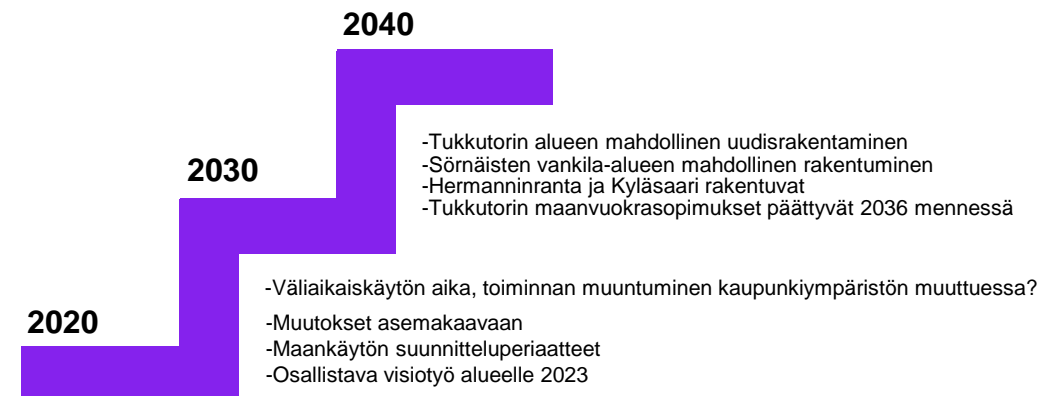 2040
-Tukkutorin alueen mahdollinen uudisrakentaminen
-Sörnäisten vankila-alueen mahdollinen rakentuminen
-Hermanninranta ja Kyläsaari rakentuvat
-Tukkutorin maanvuokrasopimukset päättyvät 2036 mennessä
2030
-Väliaikaiskäytön aika, toiminnan muuntuminen kaupunkiympäristön muuttuessa?
-Muutokset asemakaavaan
-Maankäytön suunnitteluperiaatteet
-Osallistava visiotyö alueelle 2023
2020